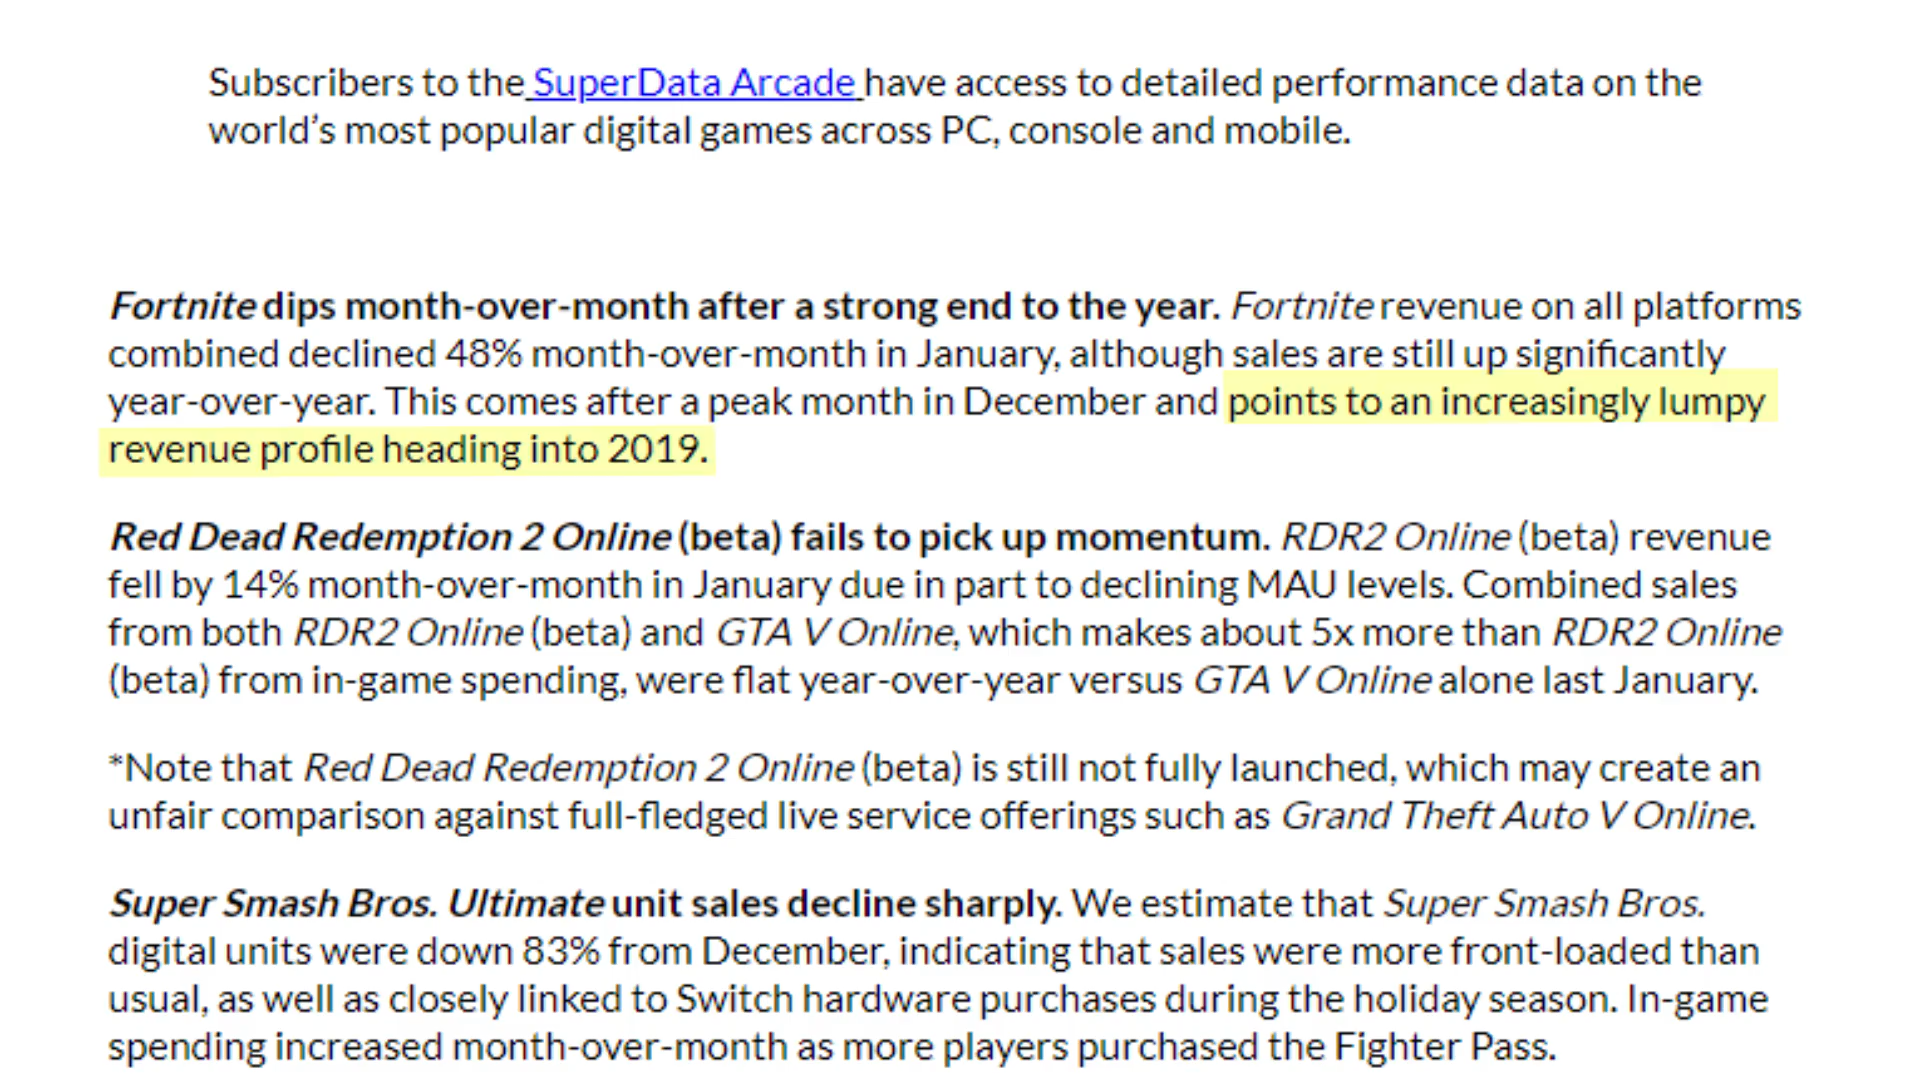 Subscribers to the SuperData Arcade have access to detailed performance data on the
world’s most popular digital games across PC, console and mobile.
Fortnite dips month-over-month after a strong end to the year. Fortnite revenue on all platforms
combined declined 48% month-over-month in January, although sales are still up significantly
year-over-year. This comes after a peak month in December and points to an increasingly lumpy
revenue profile heading into 2019.
Red Dead Redemption 2 Online (beta) fails to pick up momentum. RDR2 Online (beta) revenue
fell by 14% month-over-month in January due in part to declining MAU levels. Combined sales
from both RDR2 Online (beta) and GTA V Online, which makes about 5x more than RDR2 Online
(beta) from in-game spending, were flat year-over-year versus GTA V Online alone last January.
*Note that Red Dead Redemption 2 Online (beta) is still not fully launched, which may create an
unfair comparison against full-fledged live service offerings such as Grand Theft Auto V Online.
Super Smash Bros. Ultimate unit sales decline sharply. We estimate that Super Smash Bros.
digital units were down 83% from December, indicating that sales were more front-loaded than
usual, as well as closely linked to Switch hardware purchases during the holiday season. In-game
spending increased month-over-month as more players purchased the Fighter Pass.